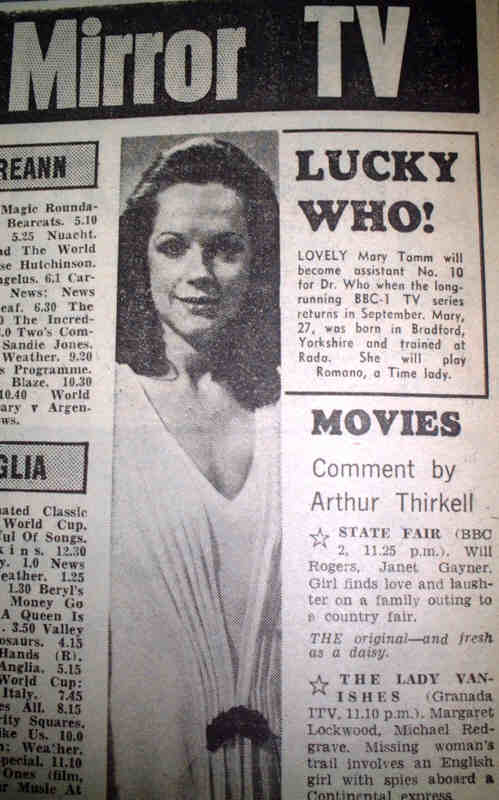 Mirror TV
REANN
Magic Rounda-
Bearcats. 5.10
5.25 Nuacht.
nd The World
se Hutchinson.
ngelus. 6.1 Car-
News; News
eaf. 6.30 The
0 The Incred-
.0 Two's Com-
Sandie Jones.
Weather. 9.20
s Programme.
Blaze. 10.30
10.40 World
ary v Argen-
ws.
GLIA
nated Classic
World Cup.
ful Of Songs.
kins. 12.30
y. 1.0 News
eather. 1.25
1.30 Beryl's
Money Go
A Queen Is
. 3.50 Valley
osaurs. 4.15
Hands (R).
Anglia. 5.15
World Cup:
Italy. 7.45
es All. 8.15
rity Squares.
ike Us. 10.0
n; Weather.
pecial. 11.10
Ones (film,
r Music At
LUCKY
WHO!
LOVELY Mary Tamm will
become assistant No. 10
for Dr. Who when the long-
running BBC-1 TV series
returns in September. Mary,
27, was born in Bradford,
Yorkshire and trained at
Rada. She will play
Romano, a Time lady.
MOVIES
Comment by
Arthur Thirkell
☆ STATE FAIR (BBC
2, 11.25 p.m.). Will
Rogers, Janet Gayner.
Girl finds love and laugh-
ter on a family outing to
a country fair.
THE original—and fresh
as a daisy.
☆ THE LADY VAN-
ISHES (Granada
ITV, 11.10 p.m.). Margaret
Lockwood, Michael Red-
grave. Missing woman's
trail involves an English
girl with spies aboard a
Continental express